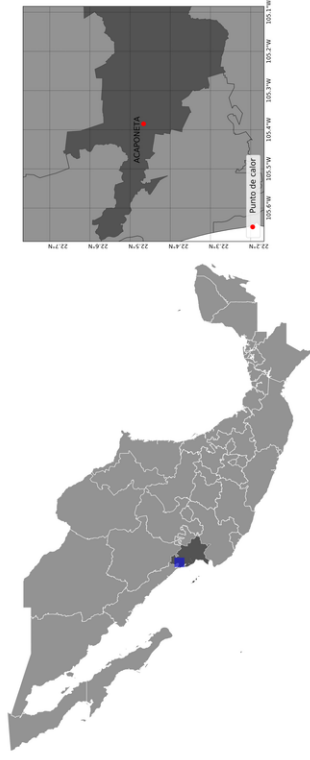 22.7°N
22.6°N
22.5°N
22.4°N
22.3°N
22.2°N
105.6°W
105.5°W
105.4°W
105.3°W
105.2°W
105.1°W
ACAPONETA
Punto de calor